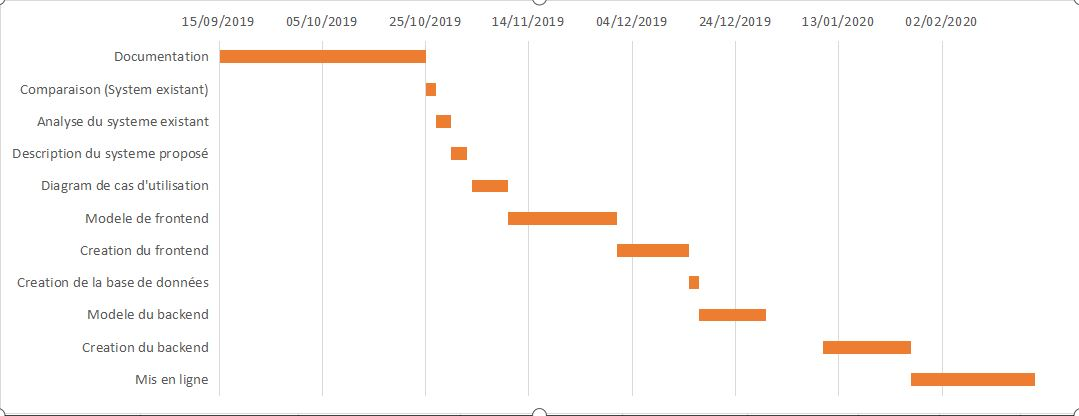 15/09/2019 05/10/2019 25/10/2019 14/11/2019 04/12/2019 24/12/2019 13/01/2020 02/02/2020
Documentation
Comparaison (System existant)
Analyse du systeme existant
Description du systeme proposé
Diagram de cas d'utilisation
Modele de frontend
Creation du frontend
Creation de la base de données
Modele du backend
Creation du backend
Mis en ligne